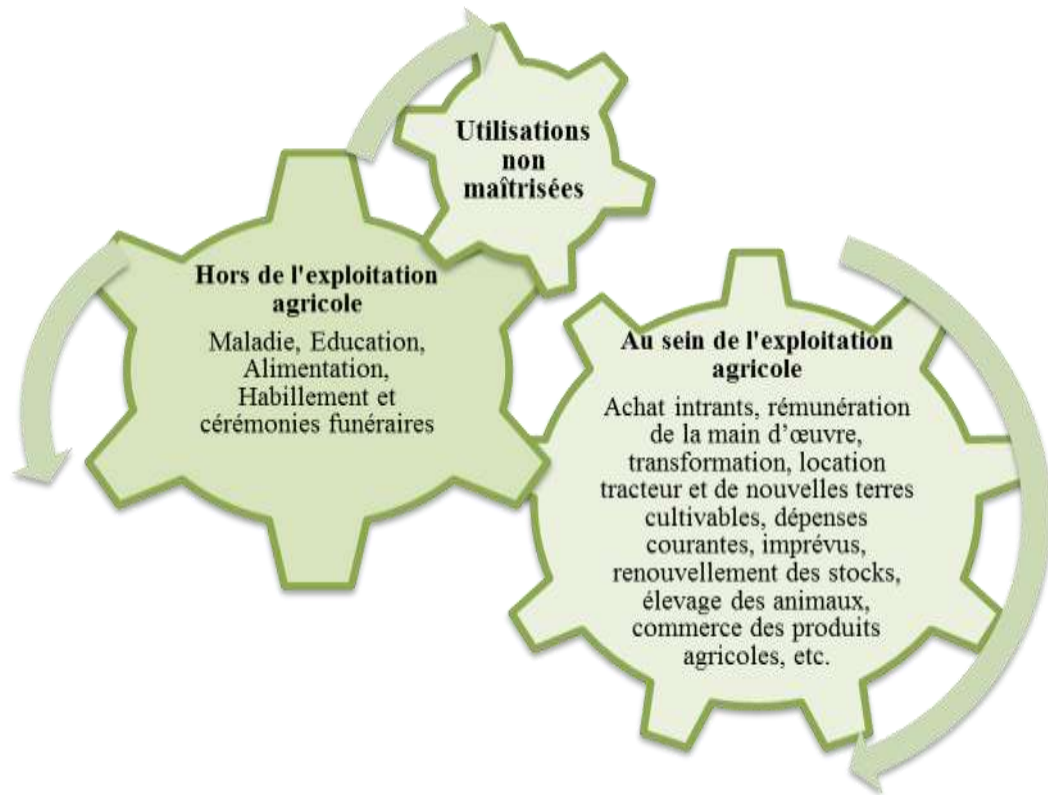 Utilisations
non
maîtrisées
Hors de l'exploitation
agricole
Maladie, Education,
Alimentation,
Habillement et
cérémonies funéraires
Au sein de l'exploitation
agricole
Achat intrants, rémunération
de la main d’œuvre,
transformation, location
tracteur et de nouvelles terres
cultivables, dépenses
courantes, imprévus,
renouvellement des stocks,
élevage des animaux,
commerce des produits
agricoles, etc.